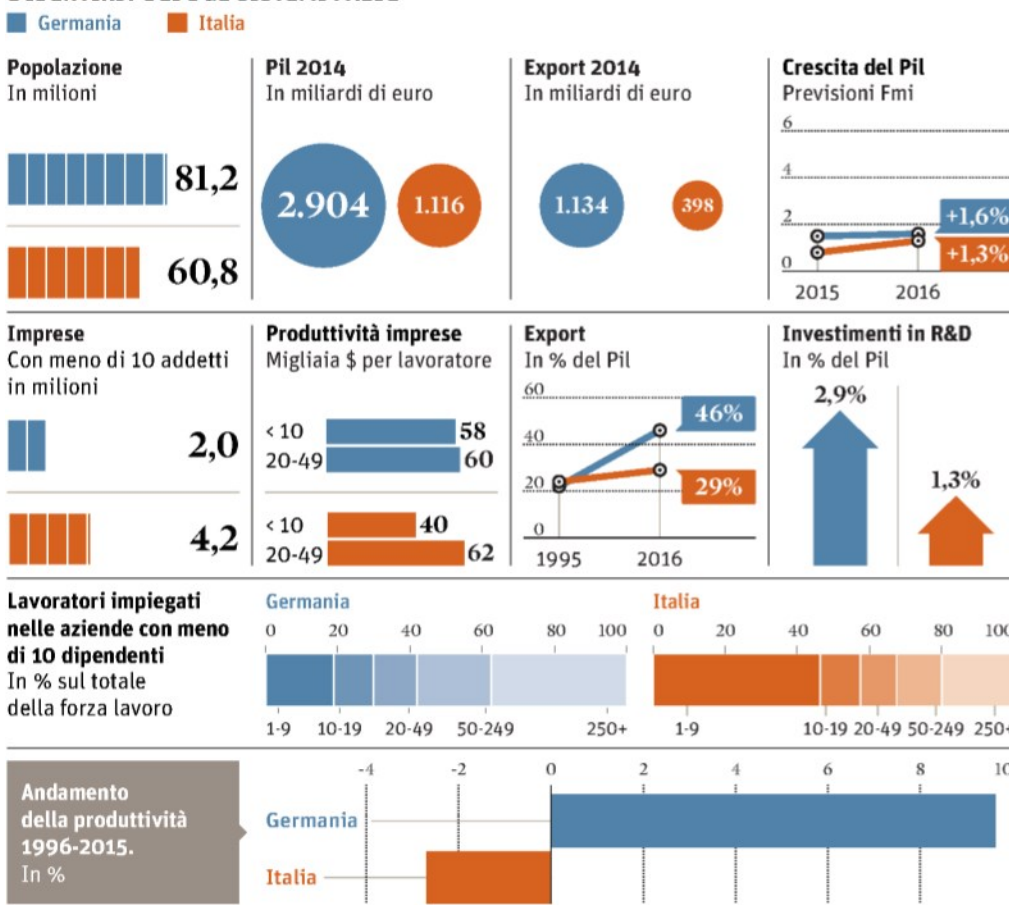 Germania
Italia
Popolazione
In milioni
81,2
60,8
Pil 2014
In miliardi di euro
2.904
1.116
Export 2014
In miliardi di euro
1.134
398
Crescita del Pil
Previsioni Fmi
6
4
2
0
+1,6%
+1,3%
2015 2016
Imprese
Con meno di 10 addetti
in milioni
2,0
4,2
Produttività imprese
Migliaia $ per lavoratore
< 10 58
20-49 60
< 10 40
20-49 62
Export
In % del Pil
60
40
20
0
46%
29%
1995 2016
Investimenti in R&D
In % del Pil
2,9%
1,3%
Lavoratori impiegati
nelle aziende con meno
di 10 dipendenti
In % sul totale
della forza lavoro
Germania
0 20 40 60 80 100
1-9 10-19 20-49 50-249 250+
Italia
0 20 40 60 80 100
1-9 10-19 20-49 50-249 250+
Andamento
della produttività
1996-2015.
In %
-4 -2 0 2 4 6 8 10
Germania
Italia